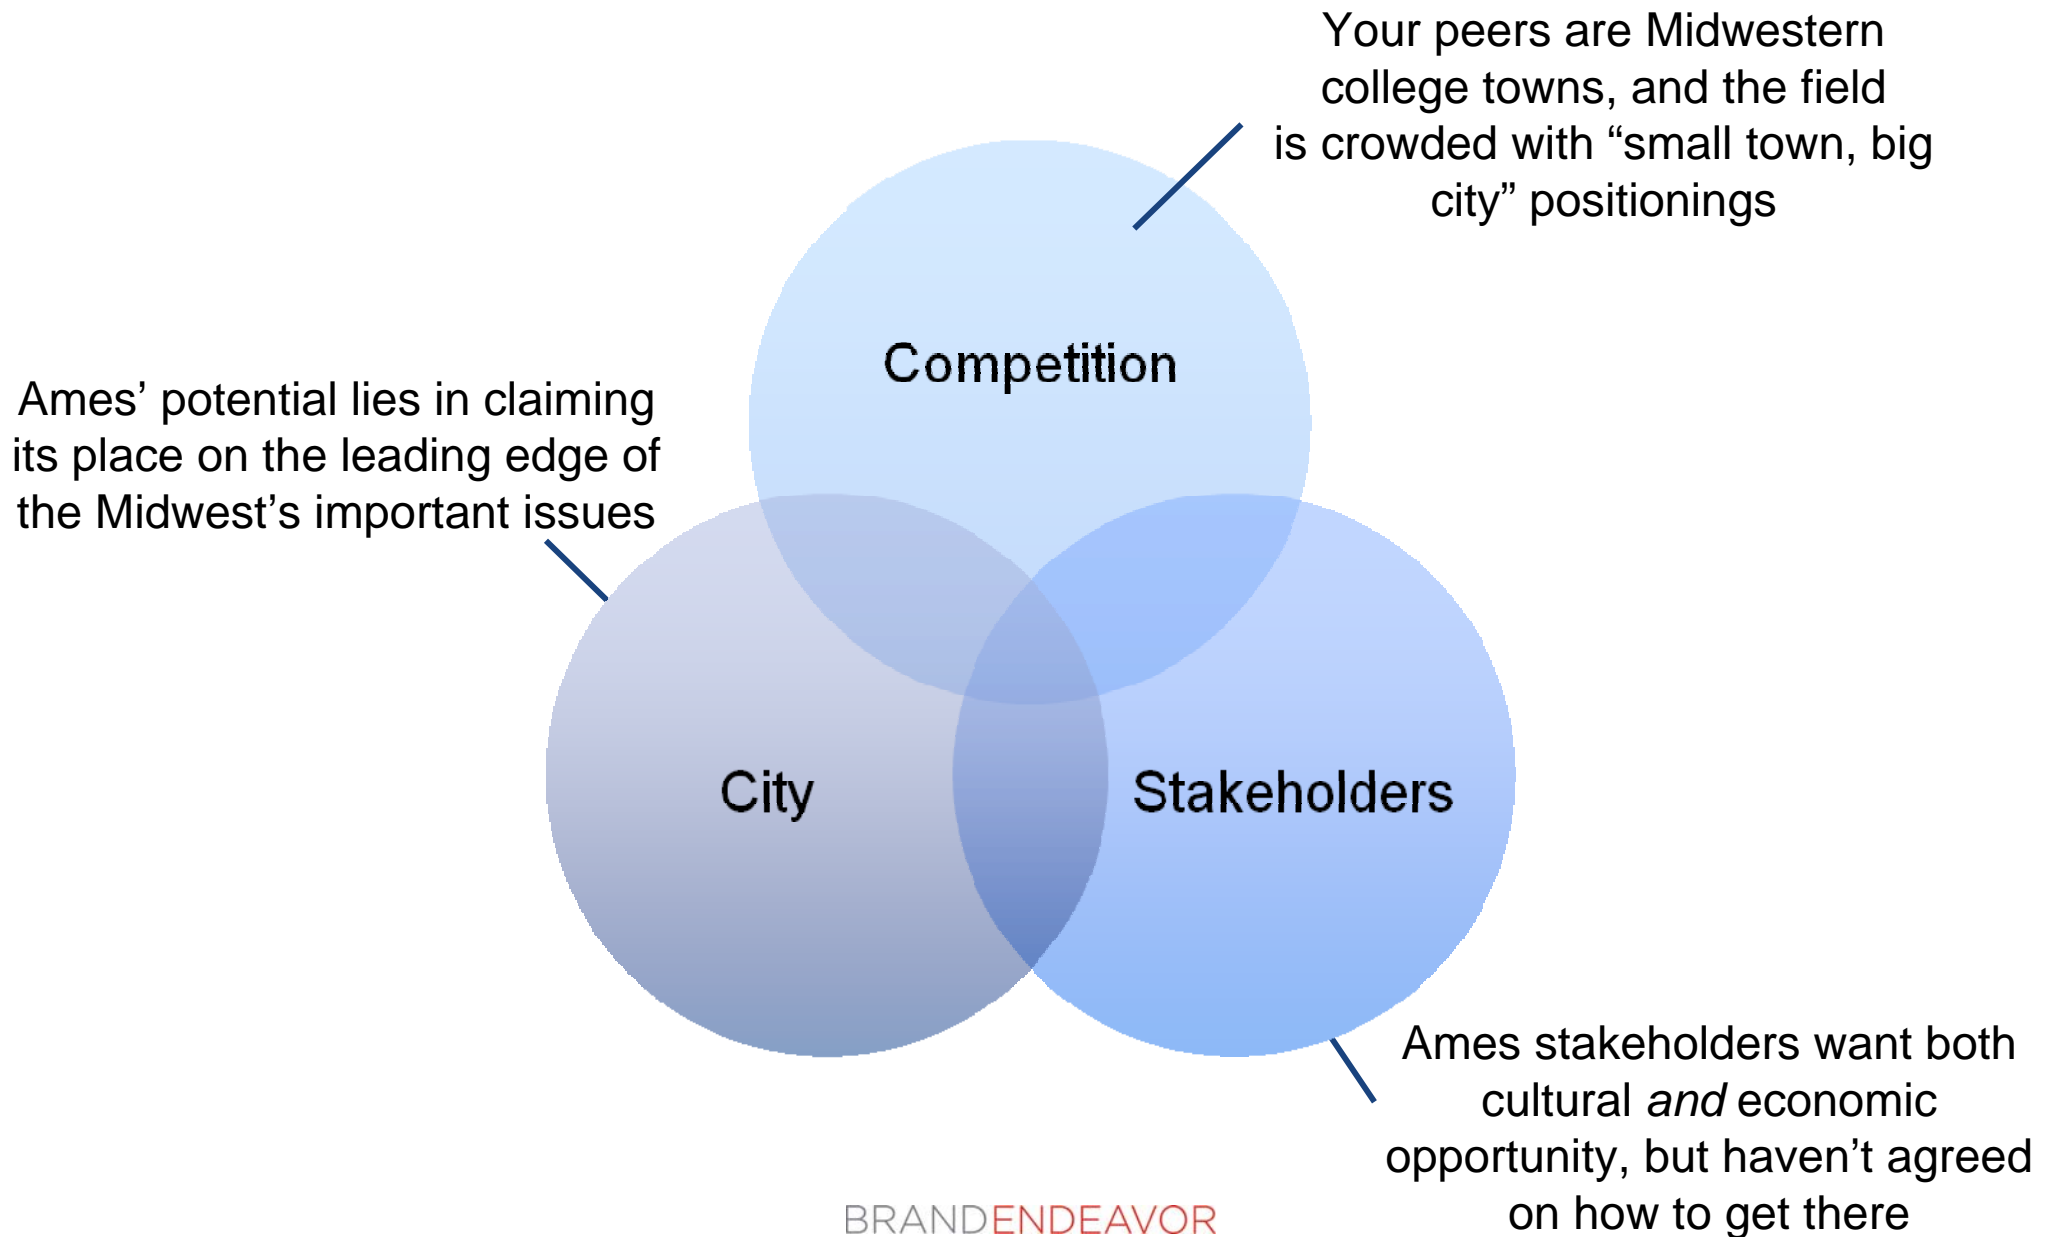 Your peers are Midwestern
college towns, and the field
is crowded with “small town, big
city” positionings
Competition
Ames’ potential lies in claiming
its place on the leading edge of
the Midwest’s important issues
City
Stakeholders
Ames stakeholders want both
cultural and economic
opportunity, but haven’t agreed
on how to get there
BRANDENDEAVOR